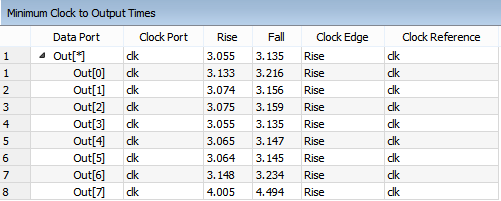 Minimum Clock to Output Times
Data Port Clock Port Rise Fall Clock Edge Clock Reference
1 Out[*] clk 3.055 3.135 Rise clk
1 Out[0] clk 3.133 3.216 Rise clk
2 Out[1] clk 3.074 3.156 Rise clk
3 Out[2] clk 3.075 3.159 Rise clk
4 Out[3] clk 3.055 3.135 Rise clk
5 Out[4] clk 3.065 3.147 Rise clk
6 Out[5] clk 3.064 3.145 Rise clk
7 Out[6] clk 3.148 3.234 Rise clk
8 Out[7] clk 4.005 4.494 Rise clk